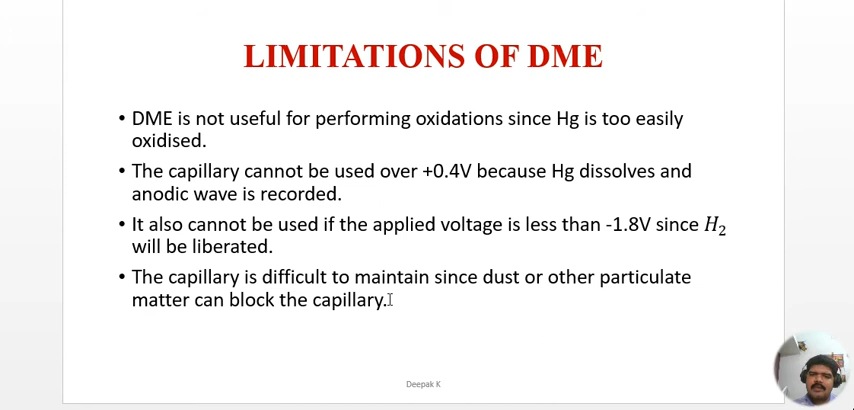 LIMITATIONS OF DME
• DME is not useful for performing oxidations since Hg is too easily
oxidised.
• The capillary cannot be used over +0.4V because Hg dissolves and
anodic wave is recorded.
• It also cannot be used if the applied voltage is less than -1.8V since H₂
will be liberated.
• The capillary is difficult to maintain since dust or other particulate
matter can block the capillary.
Deepak K